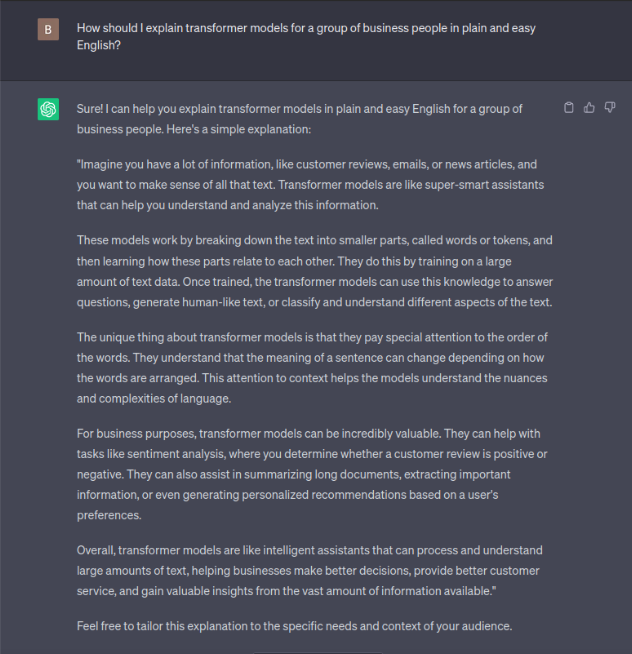 B
How should I explain transformer models for a group of business people in plain and easy
English?
Sure! I can help you explain transformer models in plain and easy English for a group of
business people. Here's a simple explanation:
"Imagine you have a lot of information, like customer reviews, emails, or news articles, and
you want to make sense of all that text. Transformer models are like super-smart assistants
that can help you understand and analyze this information.
These models work by breaking down the text into smaller parts, called words or tokens, and
then learning how these parts relate to each other. They do this by training on a large
amount of text data. Once trained, the transformer models can use this knowledge to answer
questions, generate human-like text, or classify and understand different aspects of the text.
The unique thing about transformer models is that they pay special attention to the order of
the words. They understand that the meaning of a sentence can change depending on how
the words are arranged. This attention to context helps the models understand the nuances
and complexities of language.
For business purposes, transformer models can be incredibly valuable. They can help with
tasks like sentiment analysis, where you determine whether a customer review is positive or
negative. They can also assist in summarizing long documents, extracting important
information, or even generating personalized recommendations based on a user's
preferences.
Overall, transformer models are like intelligent assistants that can process and understand
large amounts of text, helping businesses make better decisions, provide better customer
service, and gain valuable insights from the vast amount of information available."
Feel free to tailor this explanation to the specific needs and context of your audience.